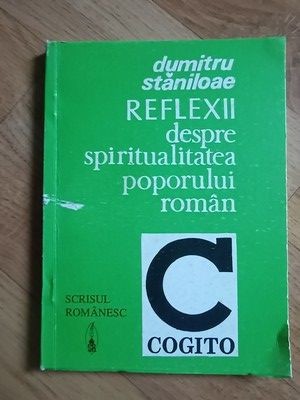 dumitru
stăniloae
REFLEXII
despre
spiritualitatea
poporului
român
C
COGITO
SCRISUL
ROMÂNESC